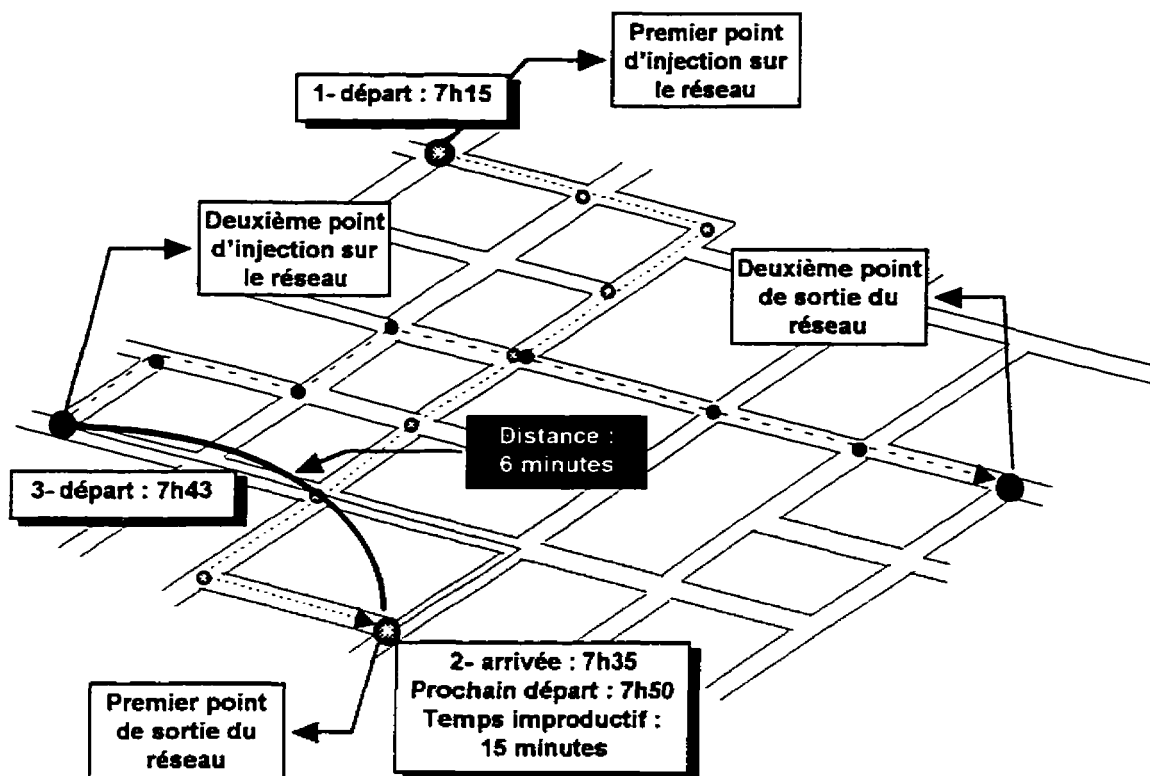 Premier point
d'injection sur
le réseau
1- départ : 7h15
Deuxième point
d'injection sur
le réseau
Deuxième point
de sortie du
réseau
Distance :
6 minutes
3- départ : 7h43
2- arrivée : 7h35
Prochain départ : 7h50
Temps improductif :
15 minutes
Premier point
de sortie du
réseau